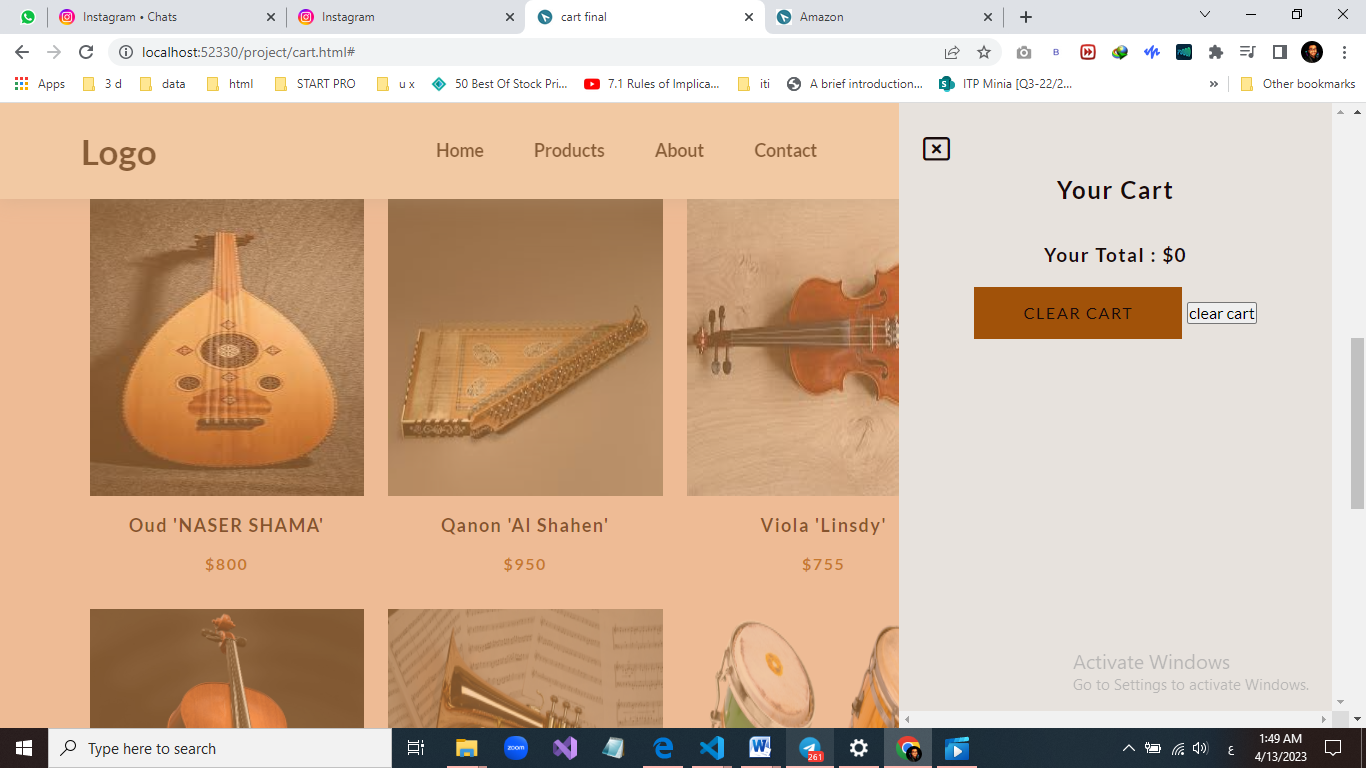 Instagram • Chats
Instagram
cart final
Amazon
localhost:52330/project/cart.html#
Apps
3 d
data
html
START PRO
u x
50 Best Of Stock Pri...
7.1 Rules of Implica...
iti
A brief introduction...
ITP Minia [Q3-22/2...
»
Other bookmarks
Logo
Home
Products
About
Contact
Your Cart
Your Total : $0
CLEAR CART
clear cart
Oud 'NASER SHAMA'
Qanon 'Al Shahen'
Viola 'Linsdy'
$800
$950
$755
Activate Windows
Go to Settings to activate Windows.
Type here to search
zoom
W
261
ع
1:49 AM
4/13/2023